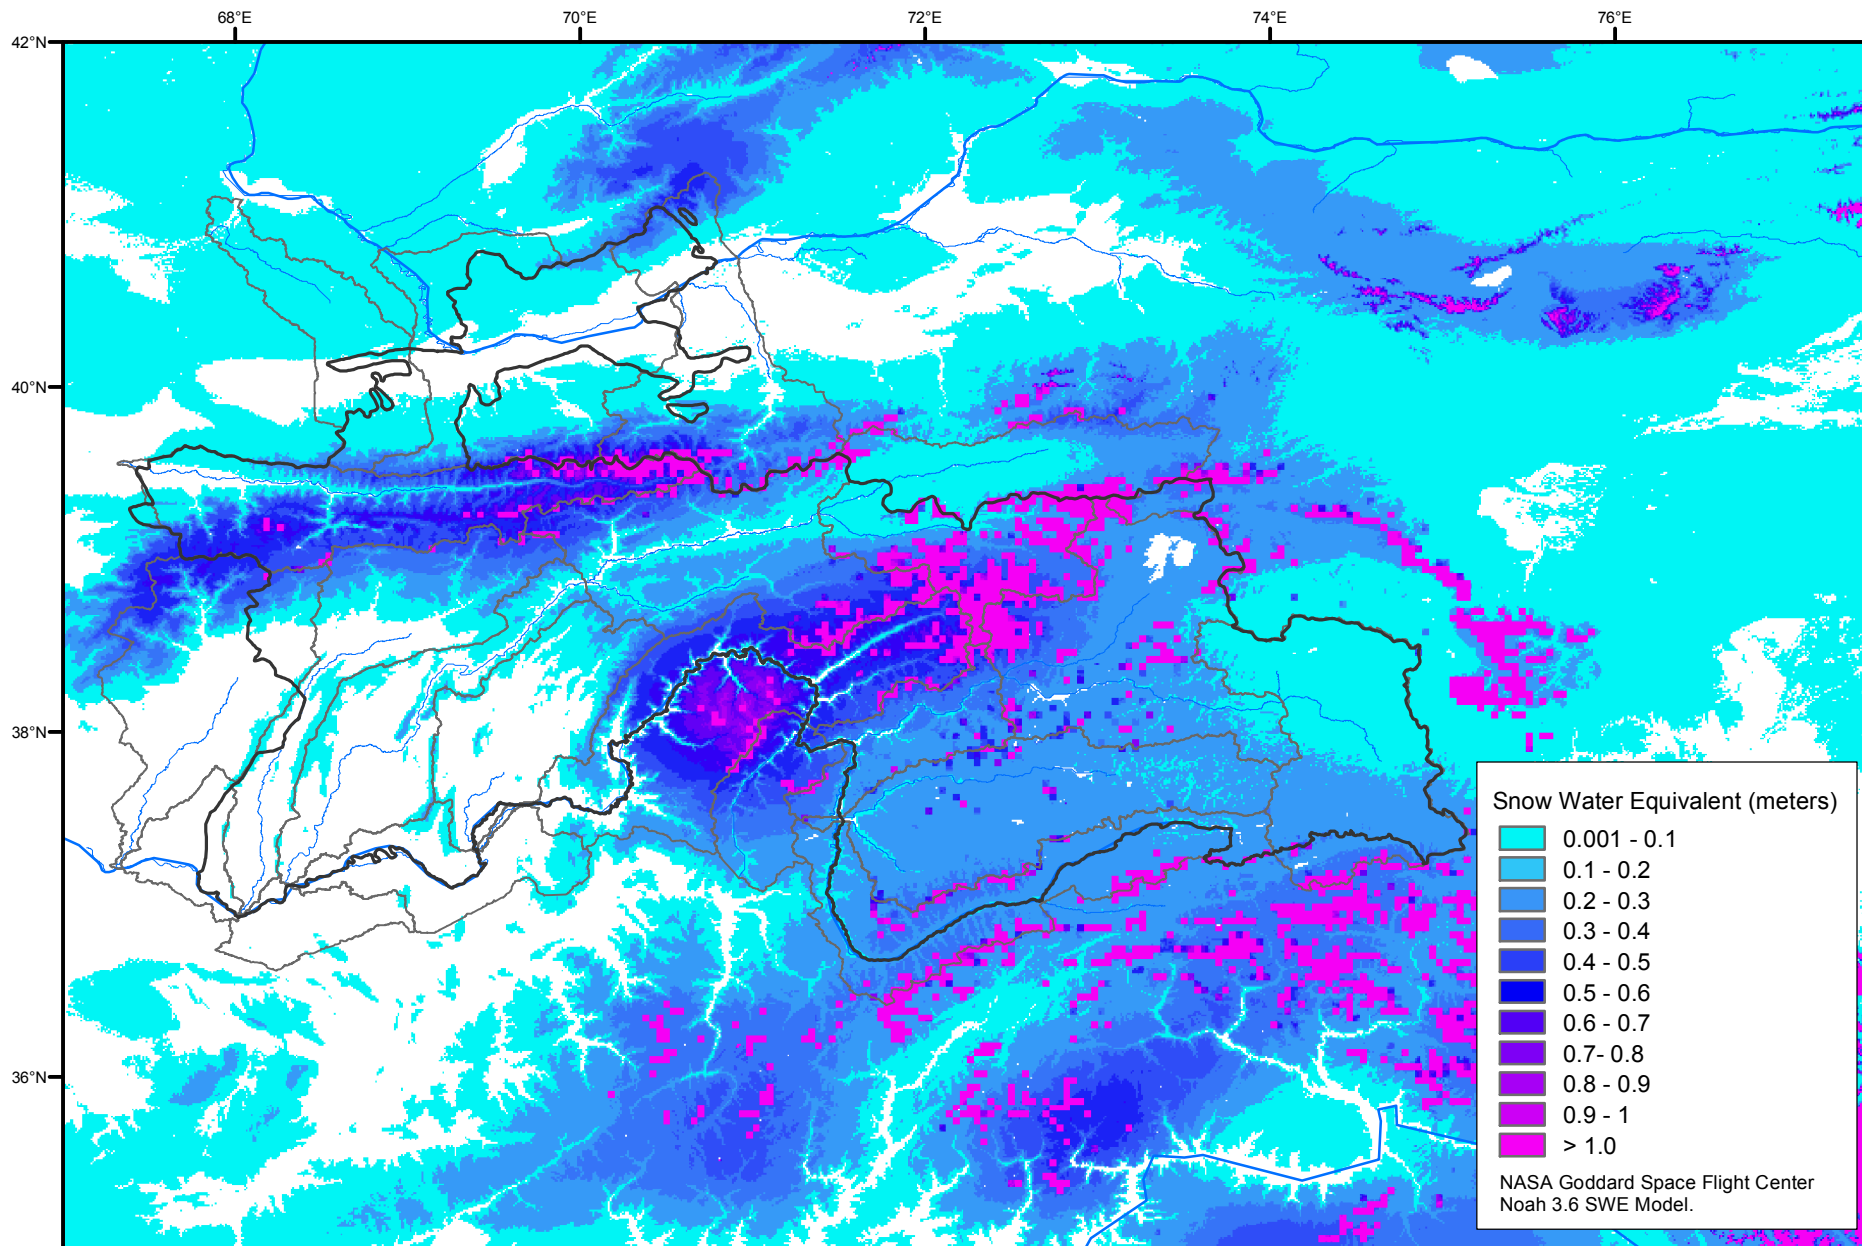 68°E 70°E 72°E 74°E 76°E
42°N
40°N
38°N
36°N
Snow Water Equivalent (meters)
0.001 - 0.1
0.1 - 0.2
0.2 - 0.3
0.3 - 0.4
0.4 - 0.5
0.5 - 0.6
0.6 - 0.7
0.7- 0.8
0.8 - 0.9
0.9 - 1
> 1.0
NASA Goddard Space Flight Center
Noah 3.6 SWE Model.